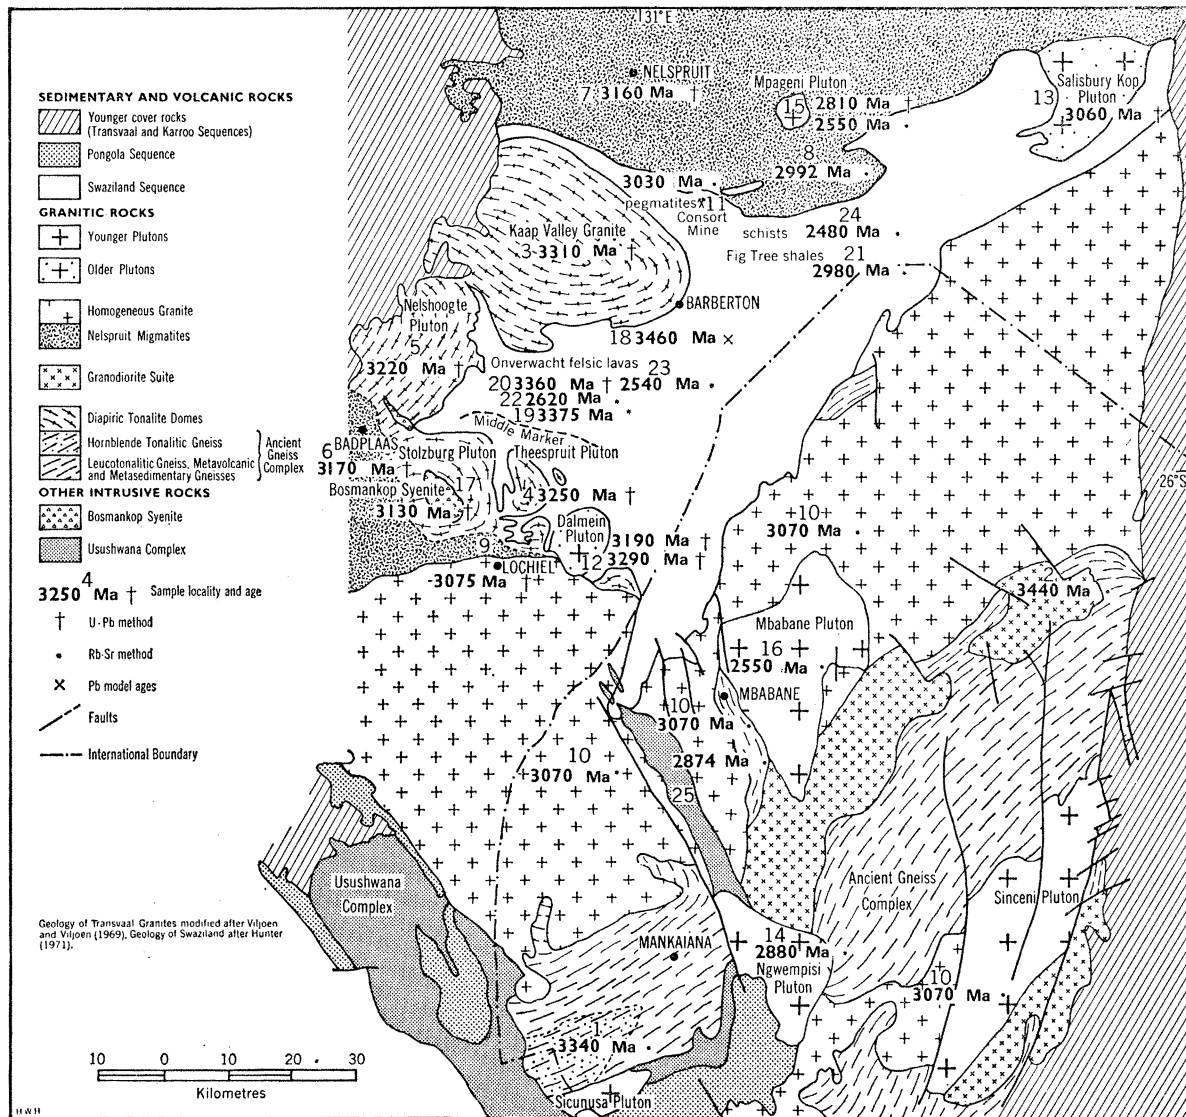 SEDIMENTARY AND VOLCANIC ROCKS
Younger cover rocks
(Transvaal and Karroo Sequences)
Pongola Sequence
Swaziland Sequence
GRANITIC ROCKS
Younger Plutons
Older Plutons
Homogeneous Granite
Nelspruit Migmatites
Granodiorite Suite
Diapiric Tonalite Domes
Hornblende Tonalitic Gneiss
Leucotonalitic Gneiss, Metavolcanic
and Metasedimentary Gneisses
Ancient
Gneiss
Complex
OTHER INTRUSIVE ROCKS
Bosmankop Syenite
Usushwana Complex
4
3250 Ma † Sample locality and age
† U-Pb method
• Rb-Sr method
× Pb model ages
Faults
International Boundary
Geology of Transvaal Granites modified after Viljoen
and Viljoen (1969), Geology of Swaziland after Hunter
(1971).
10 0 10 20 30
Kilometres
H W H
31°E
NELSPRUIT
7 3160 Ma †
Mpageni Pluton
15 2810 Ma †
2550 Ma •
13
Salisbury Kop
Pluton
3060 Ma †
8
2992 Ma •
3030 Ma •
pegmatites 11
Consort
Mine
24
schists 2480 Ma •
Fig Tree shales 21
2980 Ma •
Kaap Valley Granite
3 3310 Ma †
BARBERTON
Nelshoogte
Pluton
5
3220 Ma †
18 3460 Ma ×
Onverwacht felsic lavas 23
20 3360 Ma † 2540 Ma •
22 2620 Ma •
19 3375 Ma
Middle Marker
BADPLAAS
6
3170 Ma †
Stolzburg Pluton
Theespruit Pluton
17
Bosmankop Syenite
3130 Ma †
4 3250 Ma †
Dalmein
Pluton
3190 Ma †
12 3290 Ma †
9
LOCHIEL
3075 Ma †
26°S
10
3070 Ma •
2
3440 Ma •
Mbabane Pluton
16
2550 Ma •
MBABANE
10
3070 Ma •
2874 Ma •
25
10
3070 Ma •
Usushwana
Complex
Ancient Gneiss
Complex
Sinceni Pluton
MANKAIANA
14
2880 Ma •
Ngwempisi
Pluton
10
3070 Ma •
1
3340 Ma •
Sicunusa Pluton